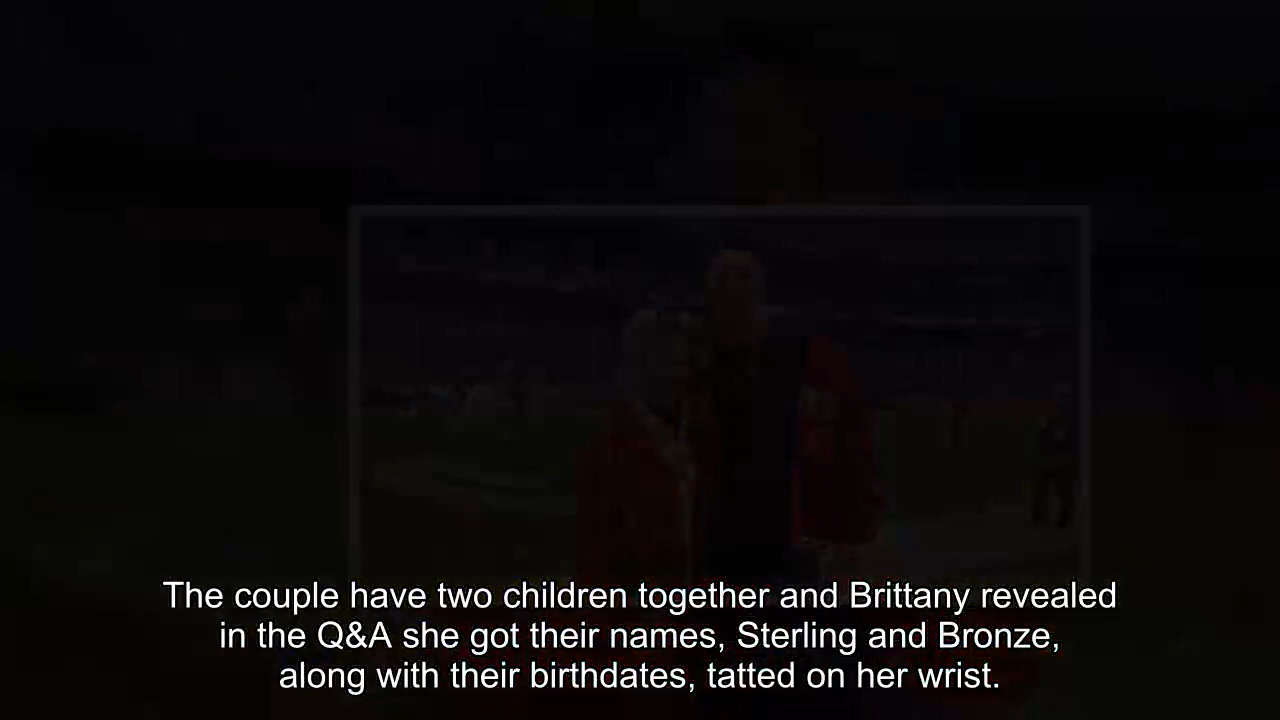 The couple have two children together and Brittany revealed
in the Q&A she got their names, Sterling and Bronze,
along with their birthdates, tatted on her wrist.